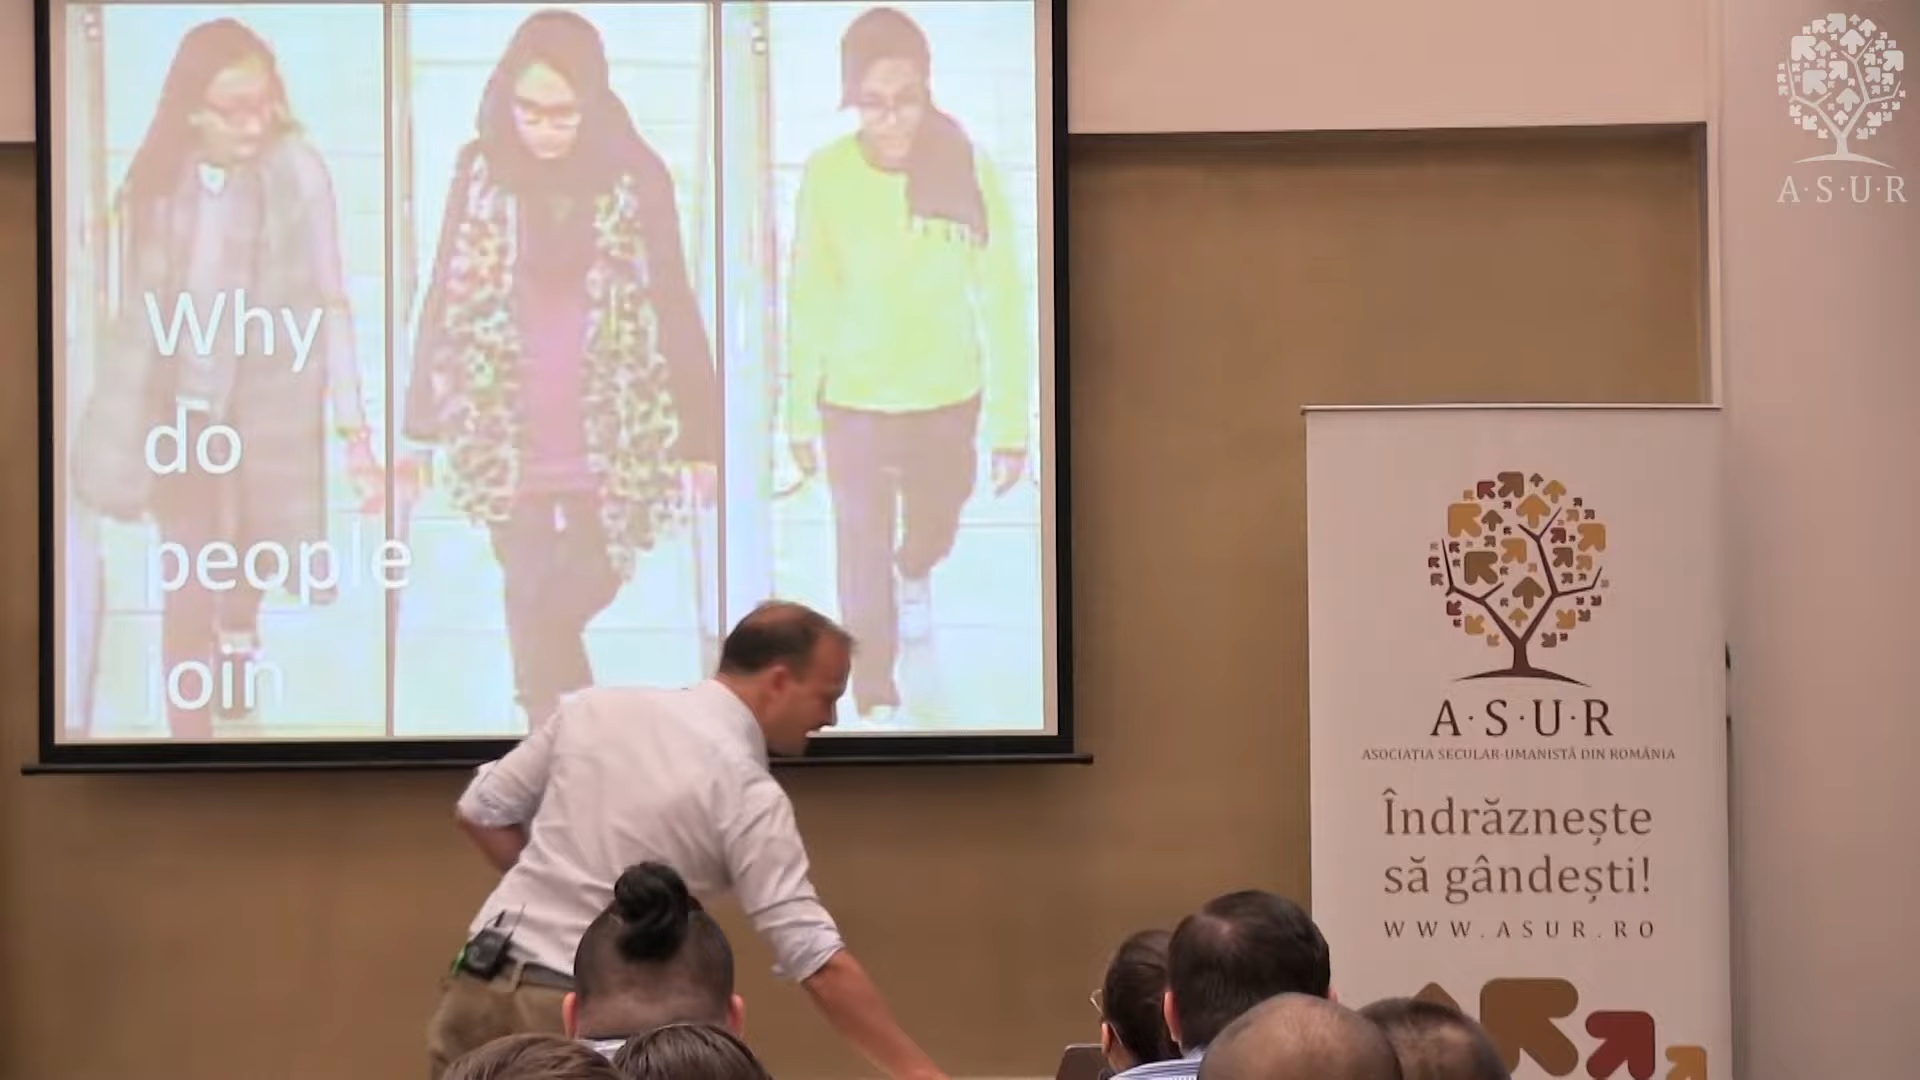 Why
do
people
join
A·S·U·R
A·S·U·R
ASOCIAȚIA SECULAR-UMANISTĂ DIN ROMÂNIA
Îndrăznește
să gândești!
WWW.ASUR.RO